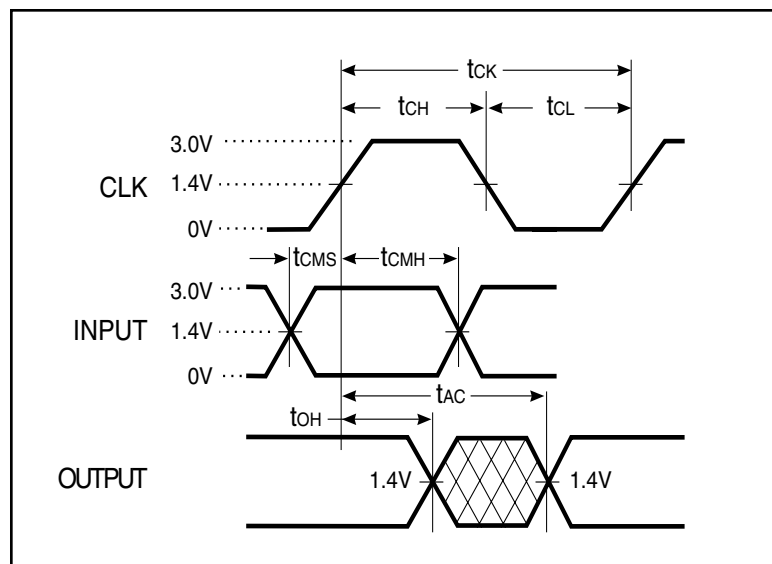 tCK
tCH tCL
3.0V
CLK 1.4V
0V
tCMS tCMH
3.0V
INPUT 1.4V
0V
tAC
tOH
OUTPUT 1.4V 1.4V